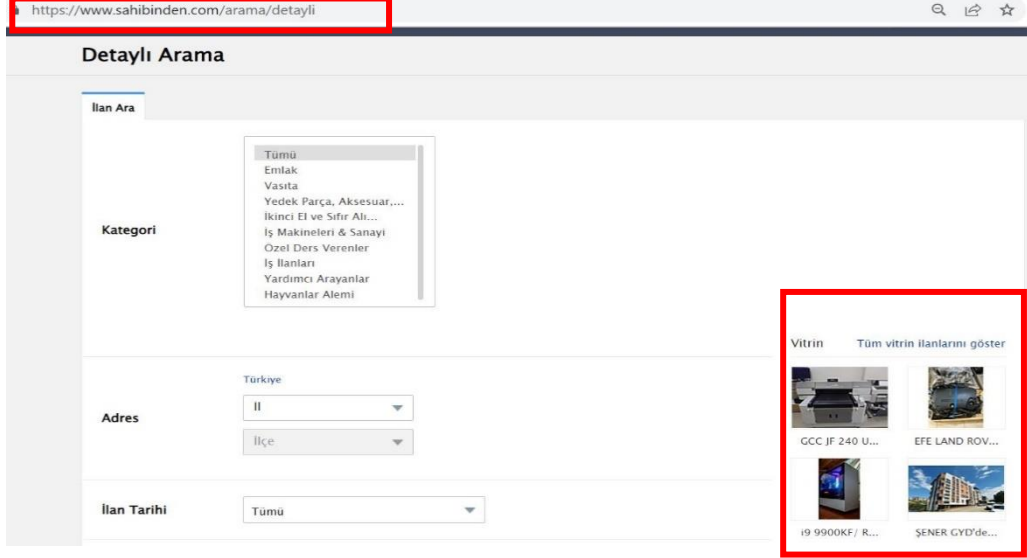 https://www.sahibinden.com/arama/detayli
Detaylı Arama
İlan Ara
Kategori
Tümü
Emlak
Vasıta
Yedek Parça, Aksesuar,...
İkinci El ve Sıfır Alı...
İş Makineleri & Sanayi
Özel Ders Verenler
İş İlanları
Yardımcı Arayanlar
Hayvanlar Alemi
Adres
Türkiye
İl
İlçe
İlan Tarihi
Tümü
Vitrin Tüm vitrin ilanlarını göster
GCC JF 240 U... EFE LAND ROV...
i9 9900KF/ R... ŞENER GYD'de...